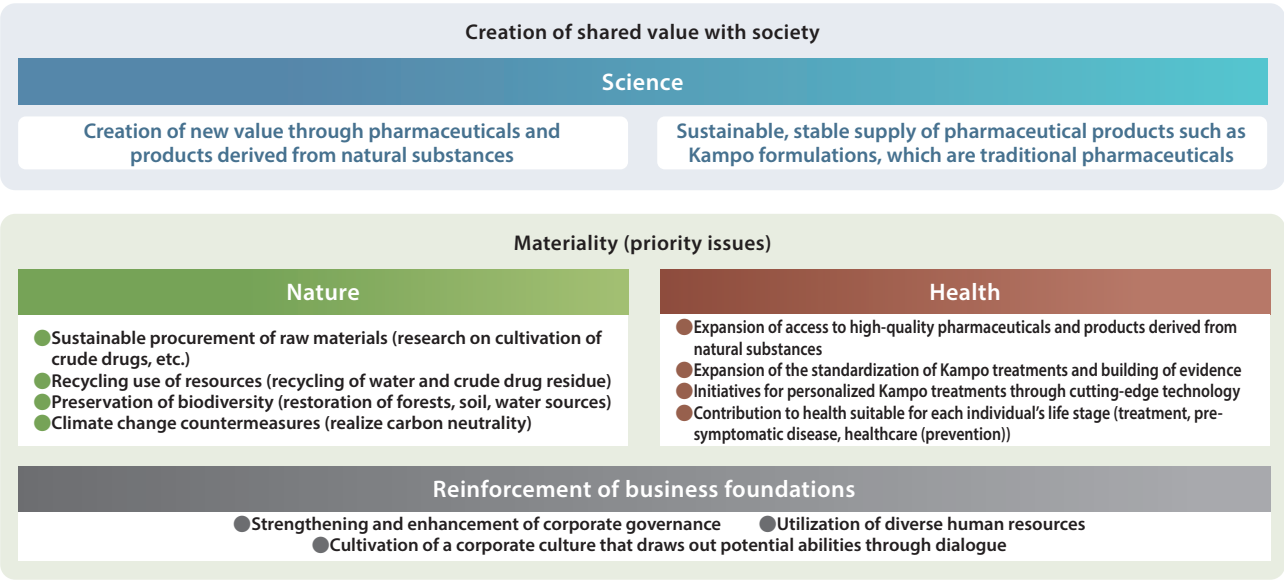 Creation of shared value with society
Science
Creation of new value through pharmaceuticals and
products derived from natural substances
Sustainable, stable supply of pharmaceutical products such as
Kampo formulations, which are traditional pharmaceuticals
Materiality (priority issues)
Nature
●Sustainable procurement of raw materials (research on cultivation of
crude drugs, etc.)
●Recycling use of resources (recycling of water and crude drug residue)
●Preservation of biodiversity (restoration of forests, soil, water sources)
●Climate change countermeasures (realize carbon neutrality)
Health
●Expansion of access to high-quality pharmaceuticals and products derived from
natural substances
●Expansion of the standardization of Kampo treatments and building of evidence
●Initiatives for personalized Kampo treatments through cutting-edge technology
●Contribution to health suitable for each individual’s life stage (treatment, pre-
symptomatic disease, healthcare (prevention))
Reinforcement of business foundations
●Strengthening and enhancement of corporate governance ●Utilization of diverse human resources
●Cultivation of a corporate culture that draws out potential abilities through dialogue